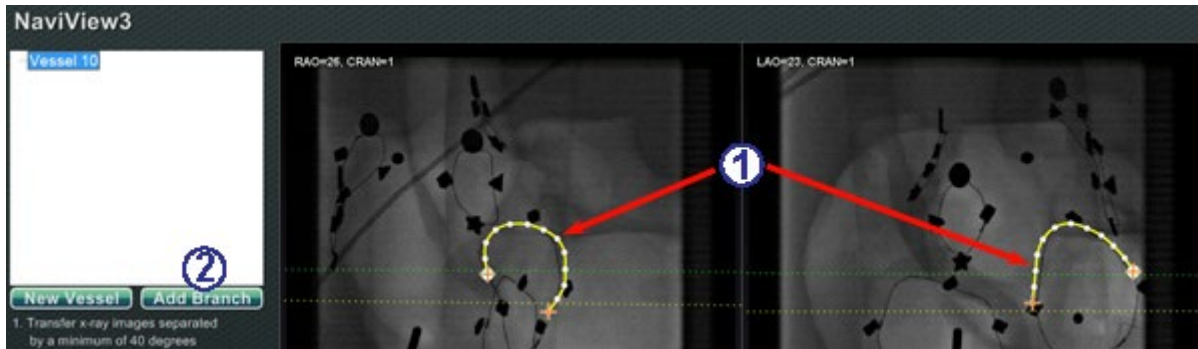 NaviView3
Vessel 10
RAO=26, CRAN=1
LAO=23, CRAN=1
1
2
New Vessel
Add Branch
1. Transfer x-ray images separated
by a minimum of 40 degrees